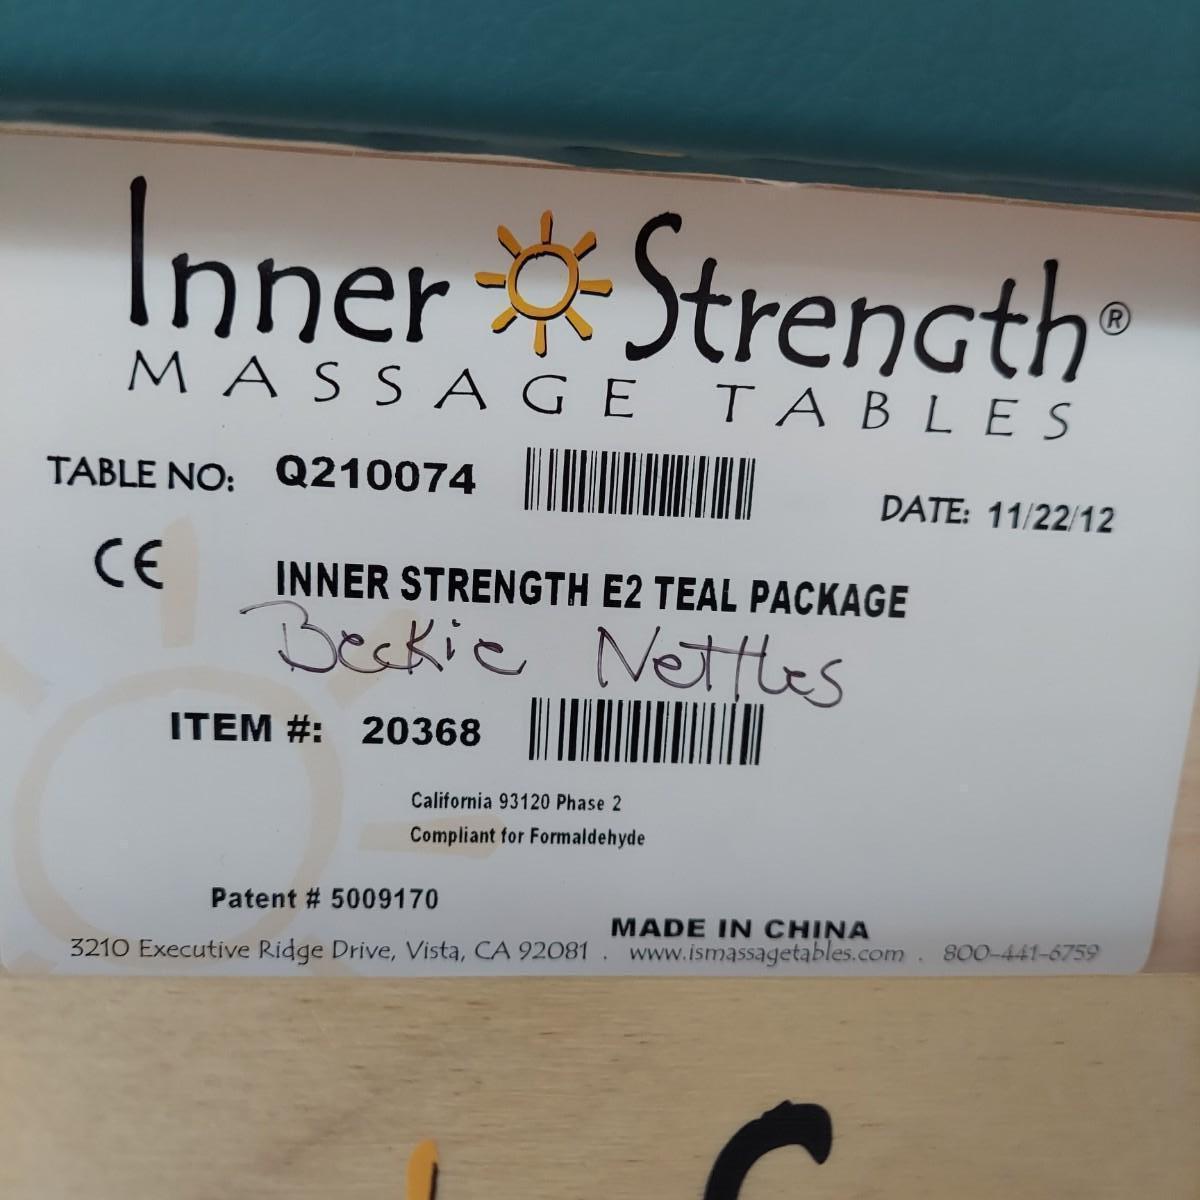 Inner Strength®
MASSAGE TABLES
TABLE NO: Q210074
DATE: 11/22/12
CE
INNER STRENGTH E2 TEAL PACKAGE
Beckie Nettles
ITEM #: 20368
California 93120 Phase 2
Compliant for Formaldehyde
Patent # 5009170
MADE IN CHINA
3210 Executive Ridge Drive, Vista, CA 92081 . www.ismassagetables.com . 800-441-6759